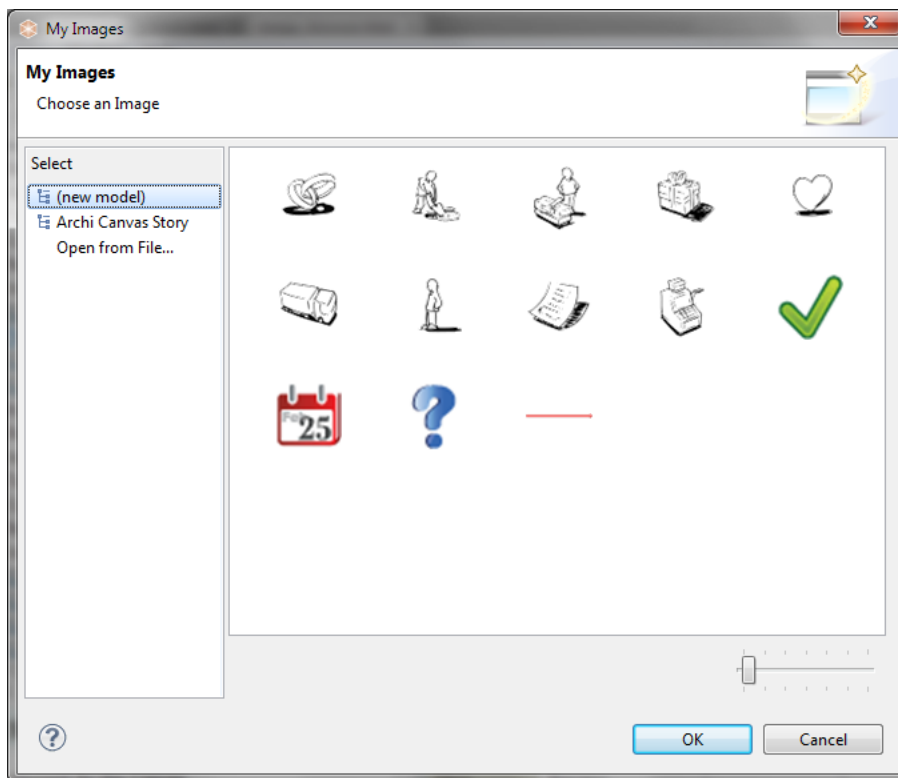 My Images
My Images
Choose an Image
Select
(new model)
Archi Canvas Story
Open from File...
Feb
25
?
OK
Cancel